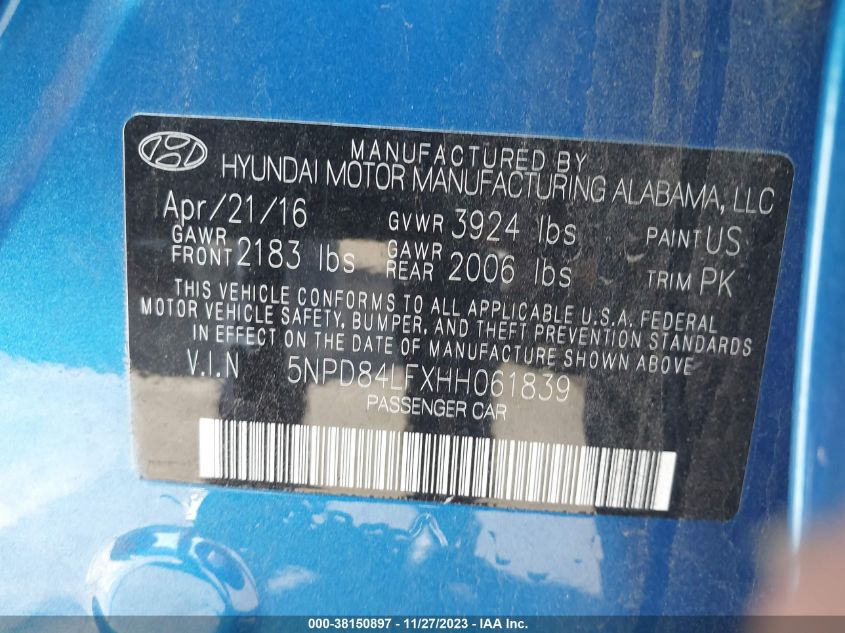 MANUFACTURED BY
HYUNDAI MOTOR MANUFACTURING ALABAMA, LLC
Apr/21/16 GVWR 3924 lbs PAINT US
GAWR FRONT 2183 lbs GAWR REAR 2006 lbs TRIM PK
THIS VEHICLE CONFORMS TO ALL APPLICABLE U.S.A. FEDERAL
MOTOR VEHICLE SAFETY, BUMPER, AND THEFT PREVENTION STANDARDS
IN EFFECT ON THE DATE OF MANUFACTURE SHOWN ABOVE
V.I.N 5NPD84LFXHH061839
PASSENGER CAR
000-38150897 - 11/27/2023 - IAA Inc.